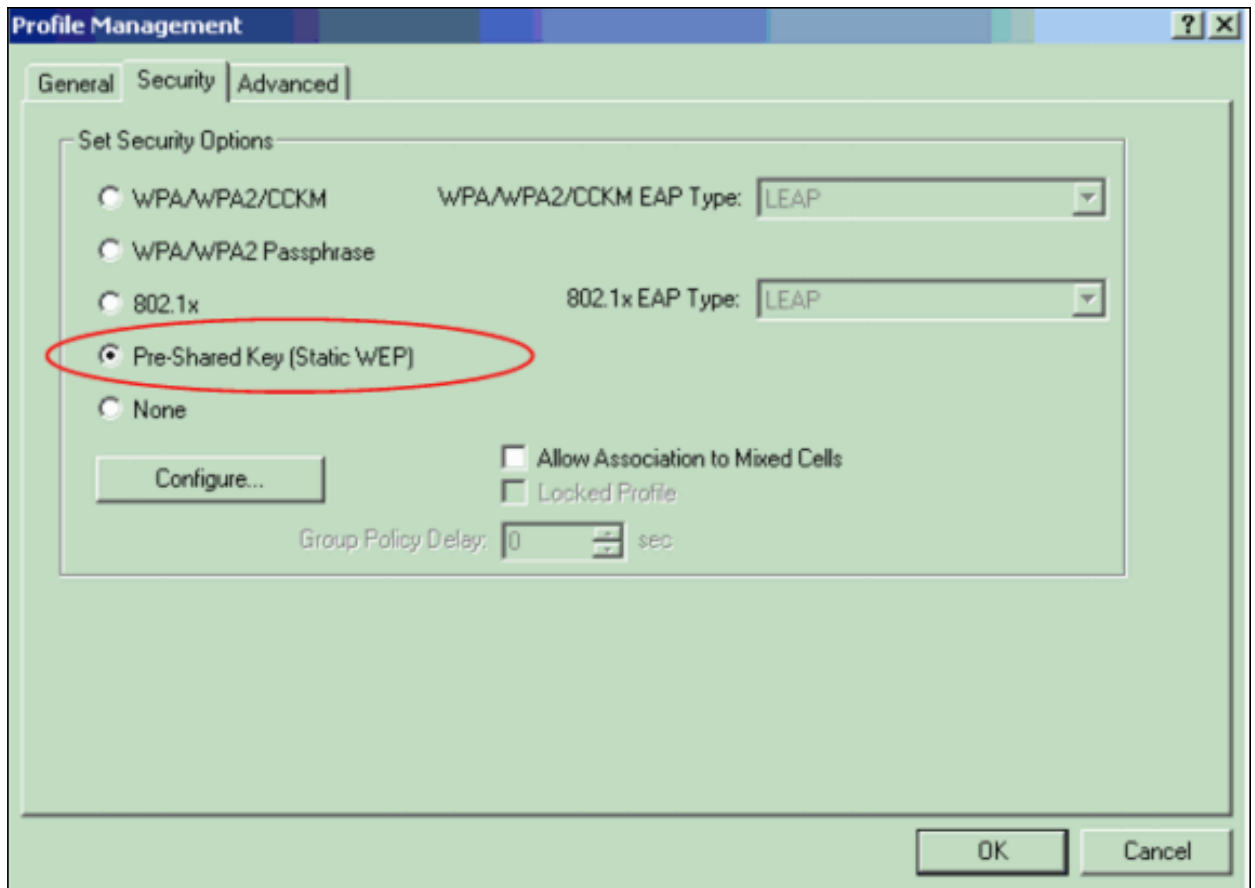 Profile Management
General Security Advanced
Set Security Options
WPA/WPA2/CCKM WPA/WPA2/CCKM EAP Type: LEAP
WPA/WPA2 Passphrase
802.1x 802.1x EAP Type: LEAP
Pre-Shared Key (Static WEP)
None
Configure... Allow Association to Mixed Cells
Locked Profile
Group Policy Delay: 0 sec
OK Cancel